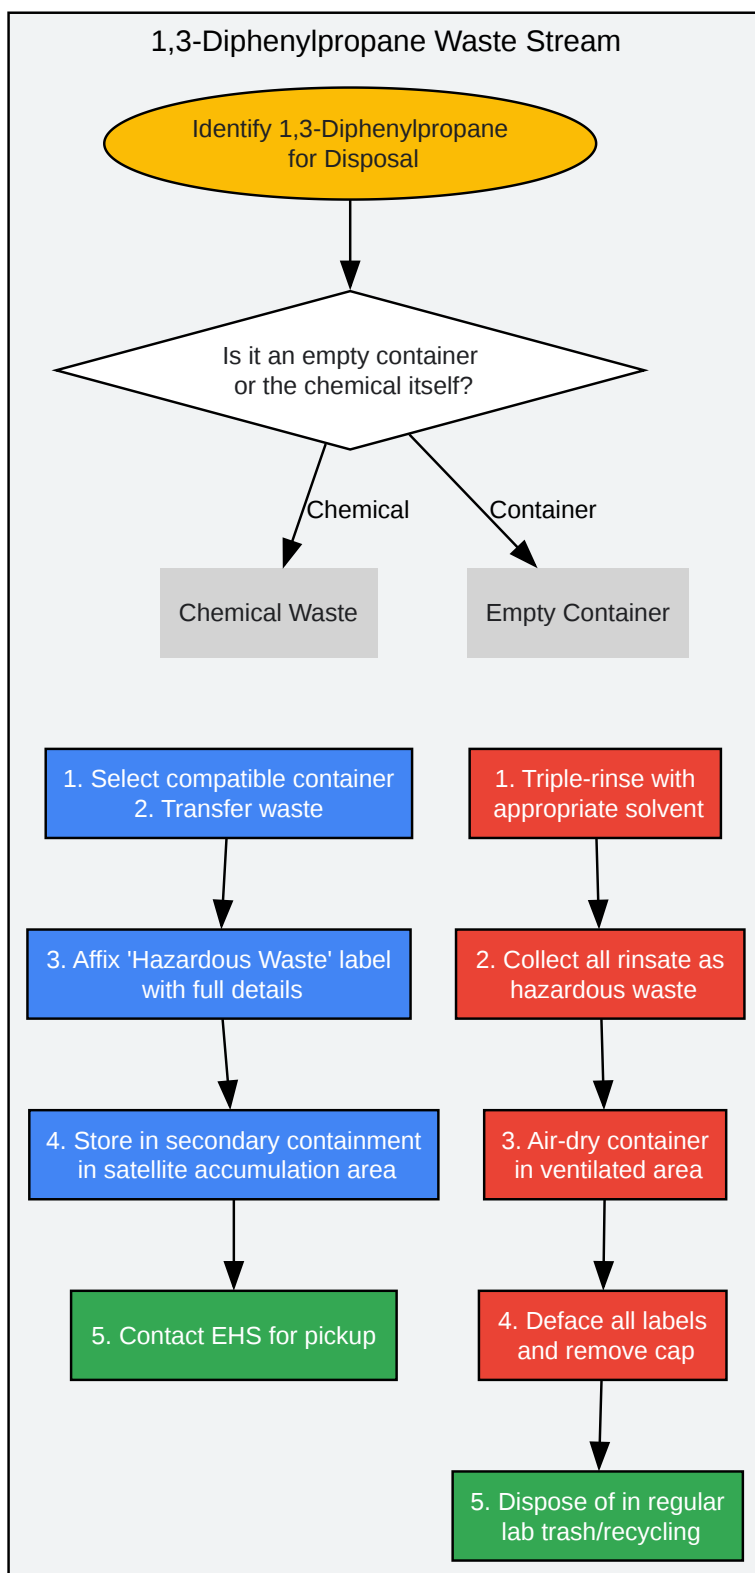 1,3-Diphenylpropane Waste Stream
Identify 1,3-Diphenylpropane
for Disposal
Is it an empty container
or the chemical itself?
Chemical
Container
Chemical Waste
Empty Container
1. Select compatible container
2. Transfer waste
3. Affix 'Hazardous Waste' label
with full details
4. Store in secondary containment
in satellite accumulation area
5. Contact EHS for pickup
1. Triple-rinse with
appropriate solvent
2. Collect all rinsate as
hazardous waste
3. Air-dry container
in ventilated area
4. Deface all labels
and remove cap
5. Dispose of in regular
lab trash/recycling